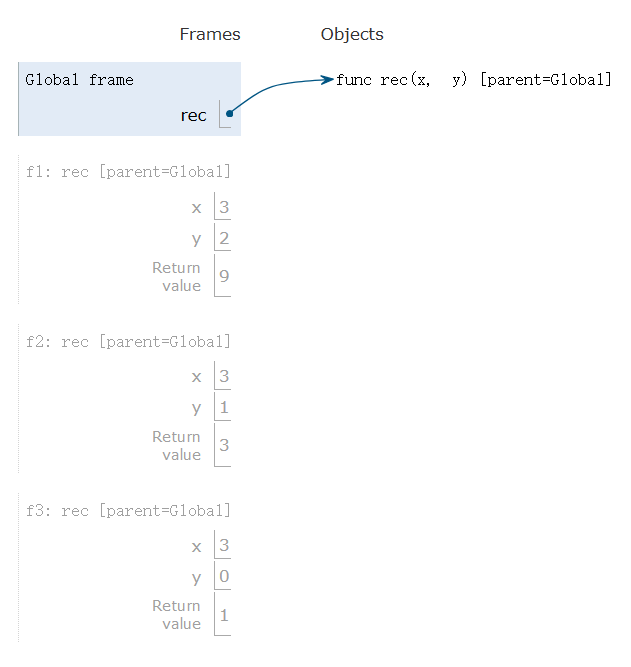 Frames Objects
Global frame
func rec(x, y) [parent=Global]
rec
f1: rec [parent=Global]
x 3
y 2
Return
value 9
f2: rec [parent=Global]
x 3
y 1
Return
value 3
f3: rec [parent=Global]
x 3
y 0
Return
value 1